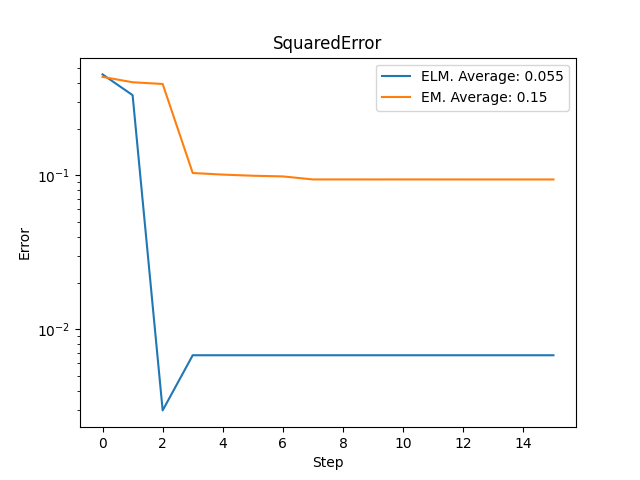 SquaredError
ELM. Average: 0.055
EM. Average: 0.15
Error
10⁻¹
10⁻²
0 2 4 6 8 10 12 14
Step